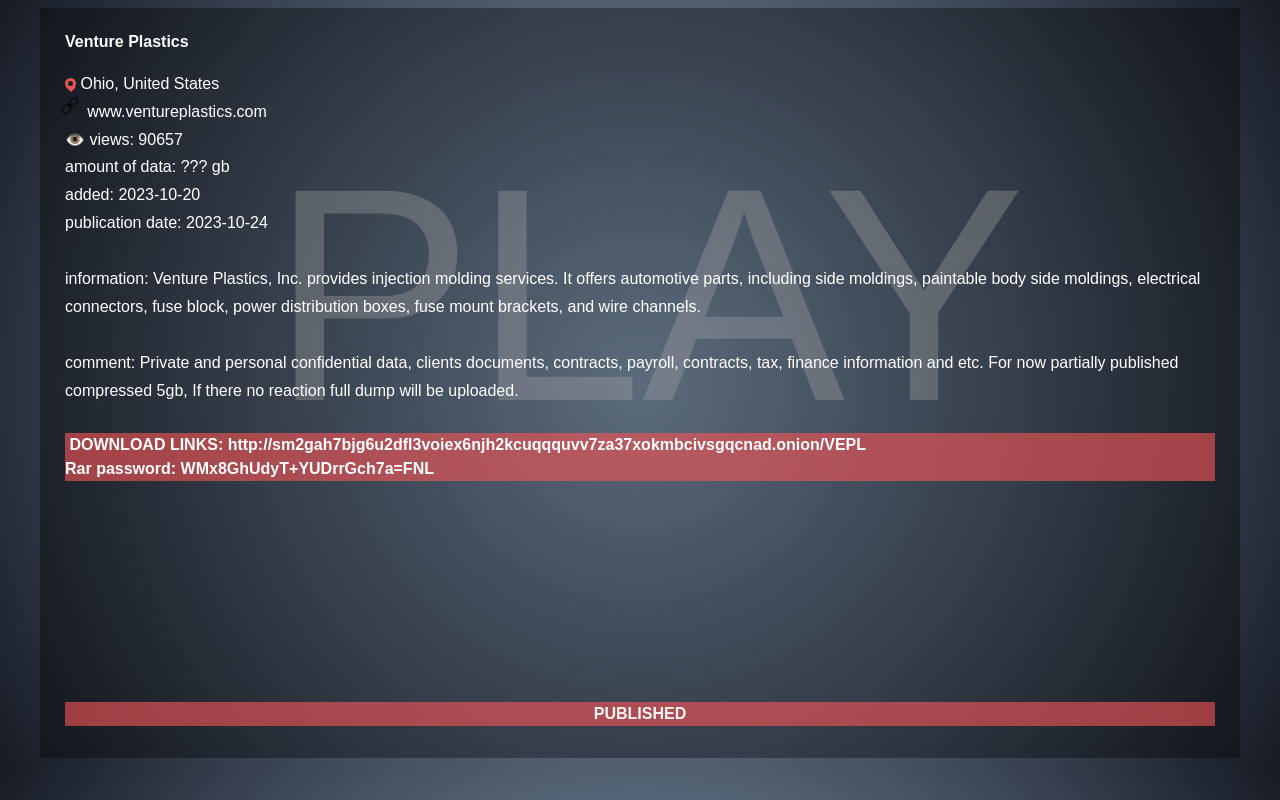 Venture Plastics
Ohio, United States
www.ventureplastics.com
views: 90657
amount of data: ??? gb
added: 2023-10-20
publication date: 2023-10-24
PLAY
information: Venture Plastics, Inc. provides injection molding services. It offers automotive parts, including side moldings, paintable body side moldings, electrical
connectors, fuse block, power distribution boxes, fuse mount brackets, and wire channels.
comment: Private and personal confidential data, clients documents, contracts, payroll, contracts, tax, finance information and etc. For now partially published
compressed 5gb, If there no reaction full dump will be uploaded.
DOWNLOAD LINKS: http://sm2gah7bjg6u2dfl3voiex6njh2kcuqqquvv7za37xokmbcivsgqcnad.onion/VEPL
Rar password: WMx8GhUdyT+YUDrrGch7a=FNL
PUBLISHED